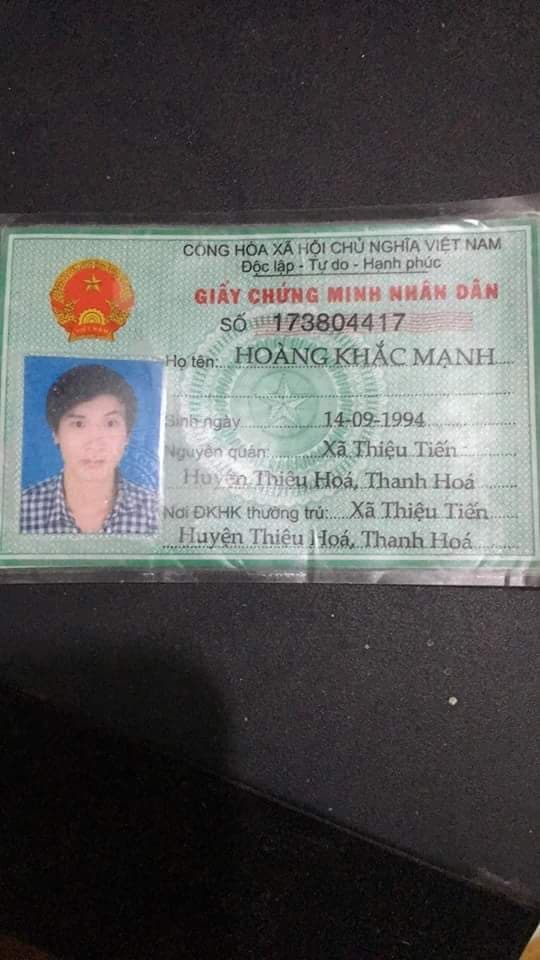 CỘNG HÒA XÃ HỘI CHỦ NGHĨA VIỆT NAM
Độc lập - Tự do - Hạnh phúc
GIẤY CHỨNG MINH NHÂN DÂN
SỐ 173804417
Họ tên: HOÀNG KHẮC MẠNH
Sinh ngày 14-09-1994
Nguyên quán: Xã Thiệu Tiến
Huyện Thiệu Hoá, Thanh Hoá
Nơi ĐKHK thường trú: Xã Thiệu Tiến
Huyện Thiệu Hoá, Thanh Hoá
VIỆT NAM